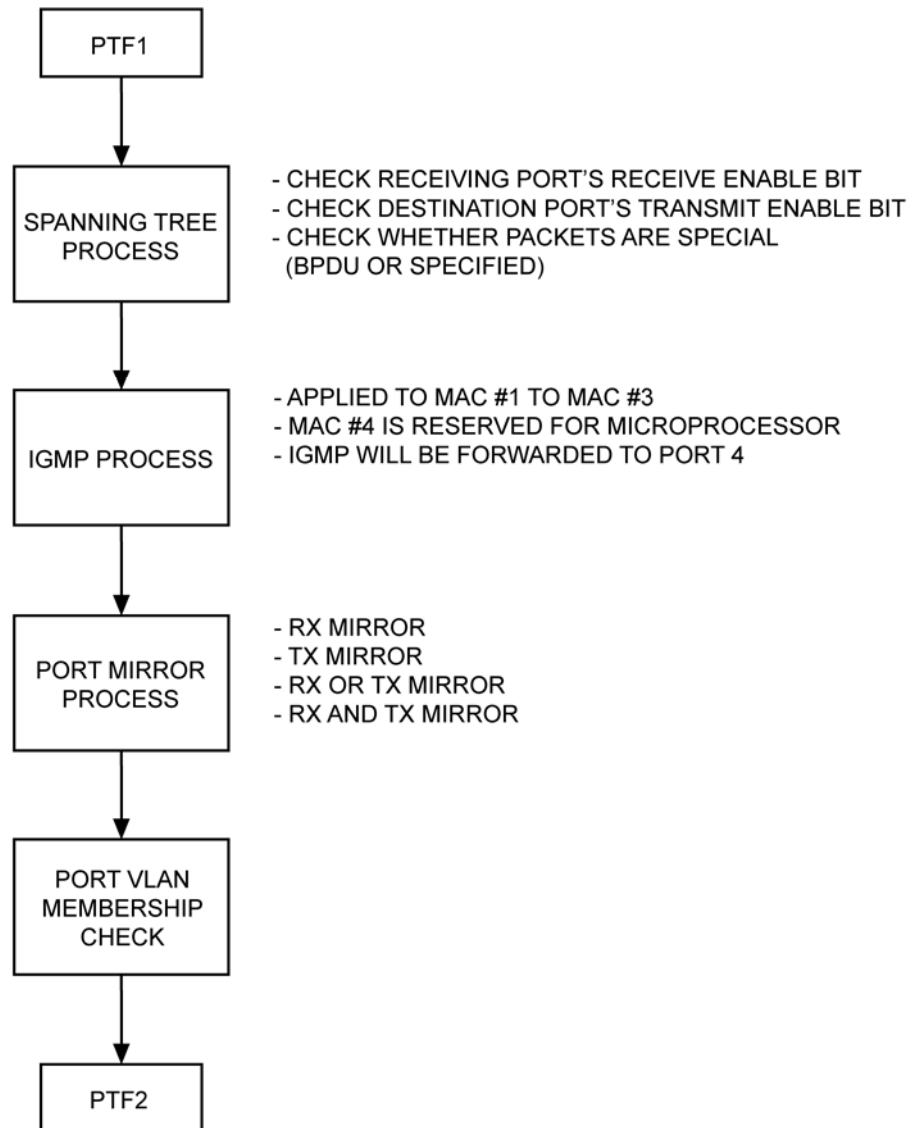 PTF1
SPANNING TREE
PROCESS
- CHECK RECEIVING PORT'S RECEIVE ENABLE BIT
- CHECK DESTINATION PORT'S TRANSMIT ENABLE BIT
- CHECK WHETHER PACKETS ARE SPECIAL
(BPDU OR SPECIFIED)
IGMP PROCESS
- APPLIED TO MAC #1 TO MAC #3
- MAC #4 IS RESERVED FOR MICROPROCESSOR
- IGMP WILL BE FORWARDED TO PORT 4
PORT MIRROR
PROCESS
- RX MIRROR
- TX MIRROR
- RX OR TX MIRROR
- RX AND TX MIRROR
PORT VLAN
MEMBERSHIP
CHECK
PTF2